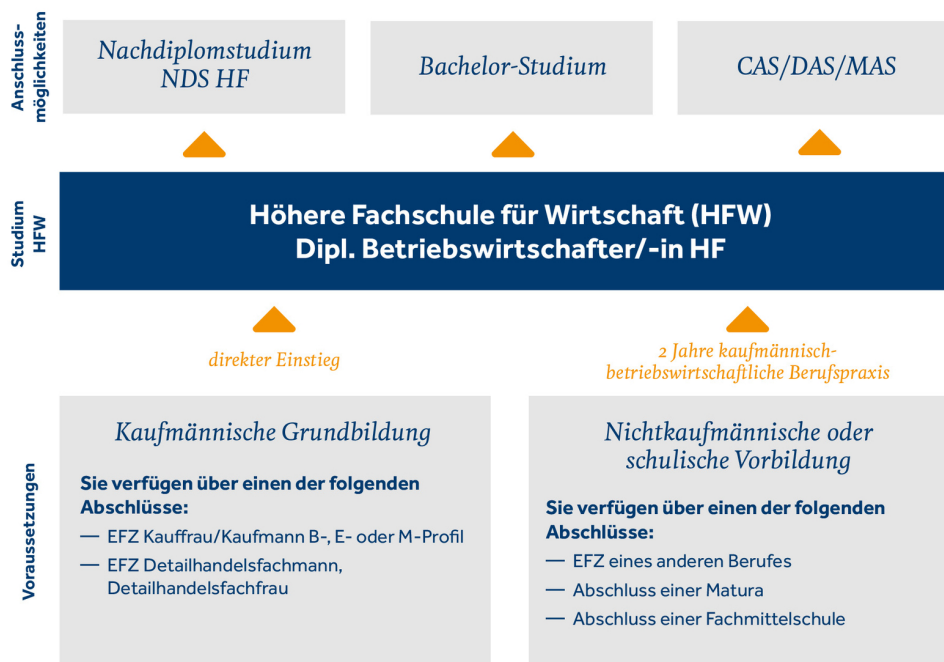 Anschluss-
möglichkeiten
Nachdiplomstudium
NDS HF
Bachelor-Studium
CAS/DAS/MAS
Studium
HFW
Höhere Fachschule für Wirtschaft (HFW)
Dipl. Betriebswirtschafter/-in HF
direkter Einstieg
2 Jahre kaufmännisch-
betriebswirtschaftliche Berufspraxis
Voraussetzungen
Kaufmännische Grundbildung
Sie verfügen über einen der folgenden
Abschlüsse:
— EFZ Kauffrau/Kaufmann B-, E- oder M-Profil
— EFZ Detailhandelsfachmann,
Detailhandelsfachfrau
Nichtkaufmännische oder
schulische Vorbildung
Sie verfügen über einen der folgenden
Abschlüsse:
— EFZ eines anderen Berufes
— Abschluss einer Matura
— Abschluss einer Fachmittelschule